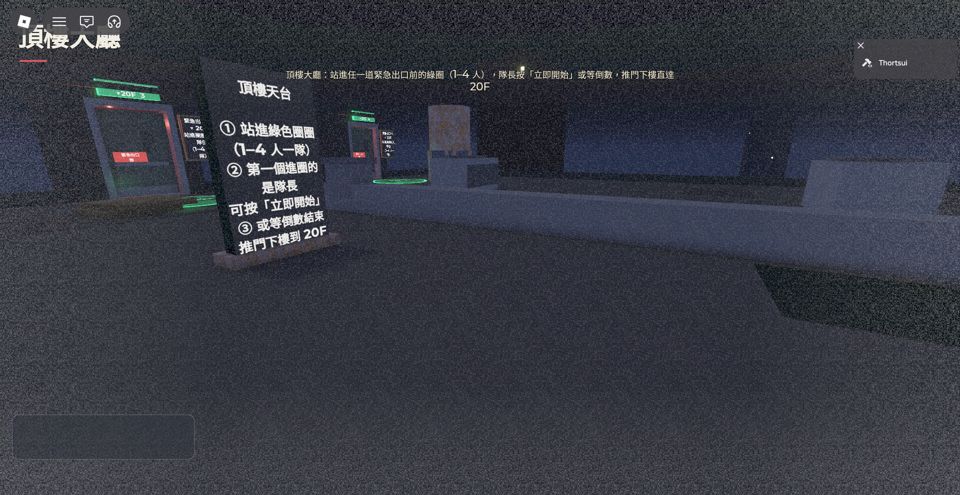 頂樓大廳
頂樓大廳：站進任一道緊急出口前的綠圈（1–4 人），隊長按「立即開始」或等倒數，推門下樓直達
20F
Thortsui
頂樓天台
① 站進綠色圈圈
（1–4 人一隊）
② 第一個進圈的
是隊長
可按「立即開始」
③ 或等倒數結束
推門下樓到 20F